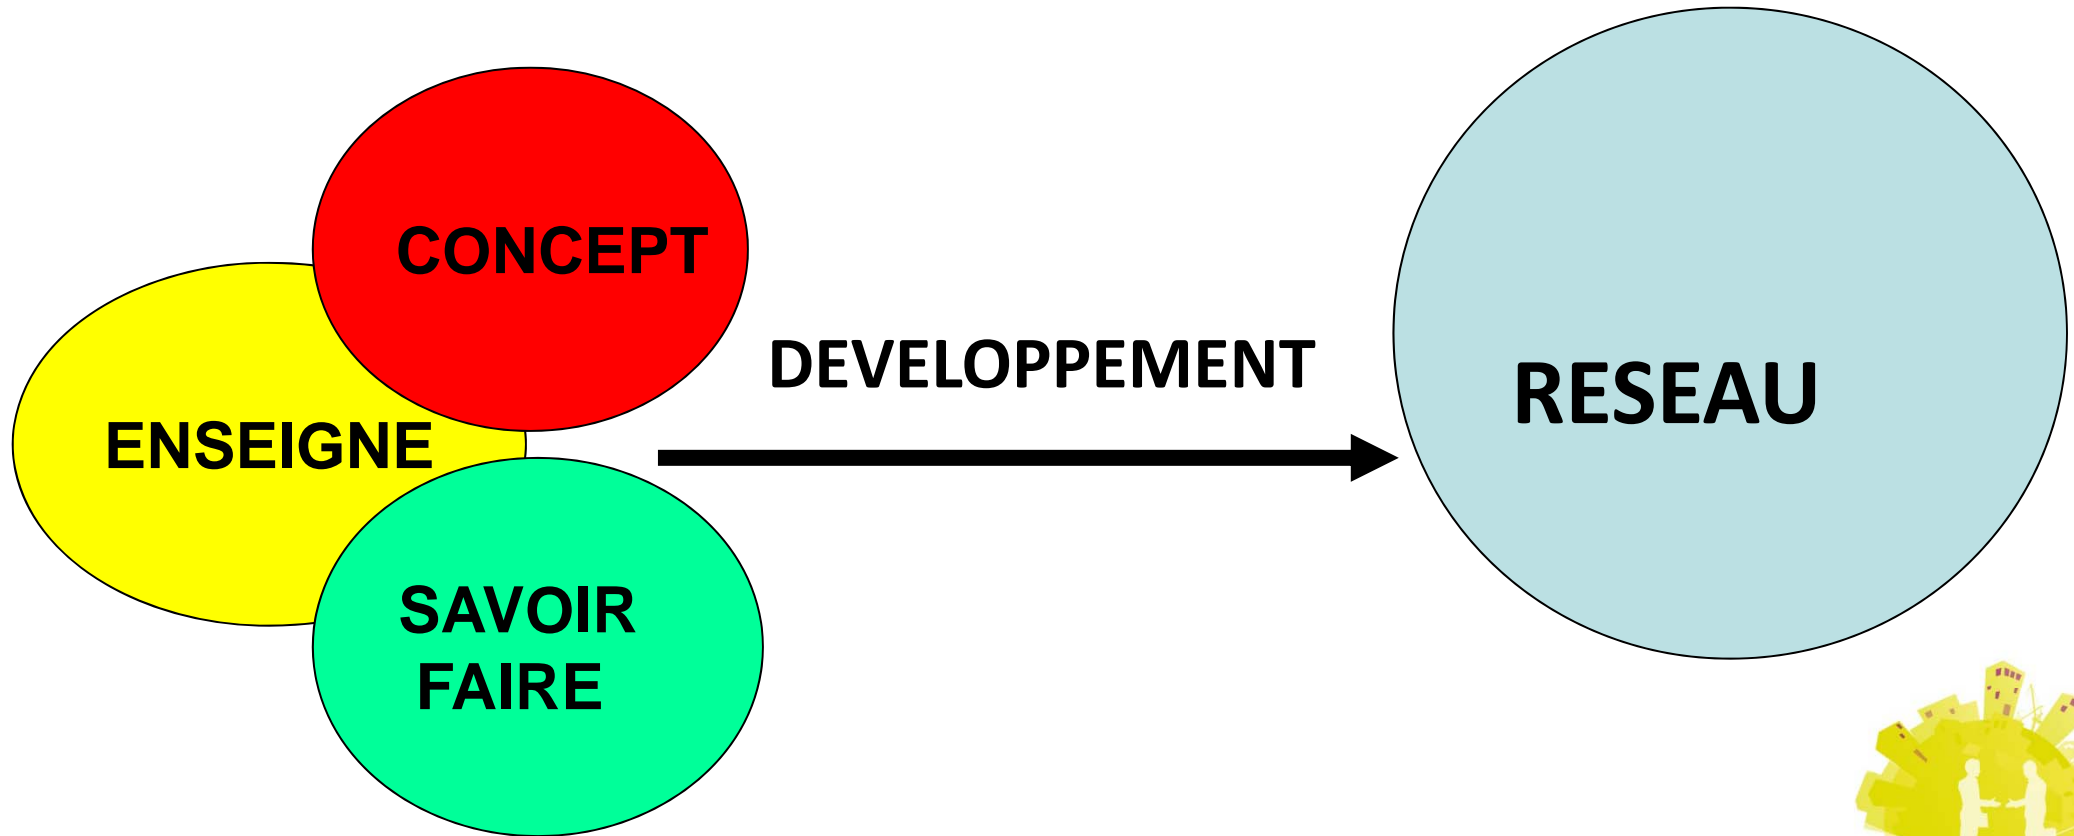 CONCEPT
ENSEIGNE
SAVOIR
FAIRE
DEVELOPPEMENT
RESEAU